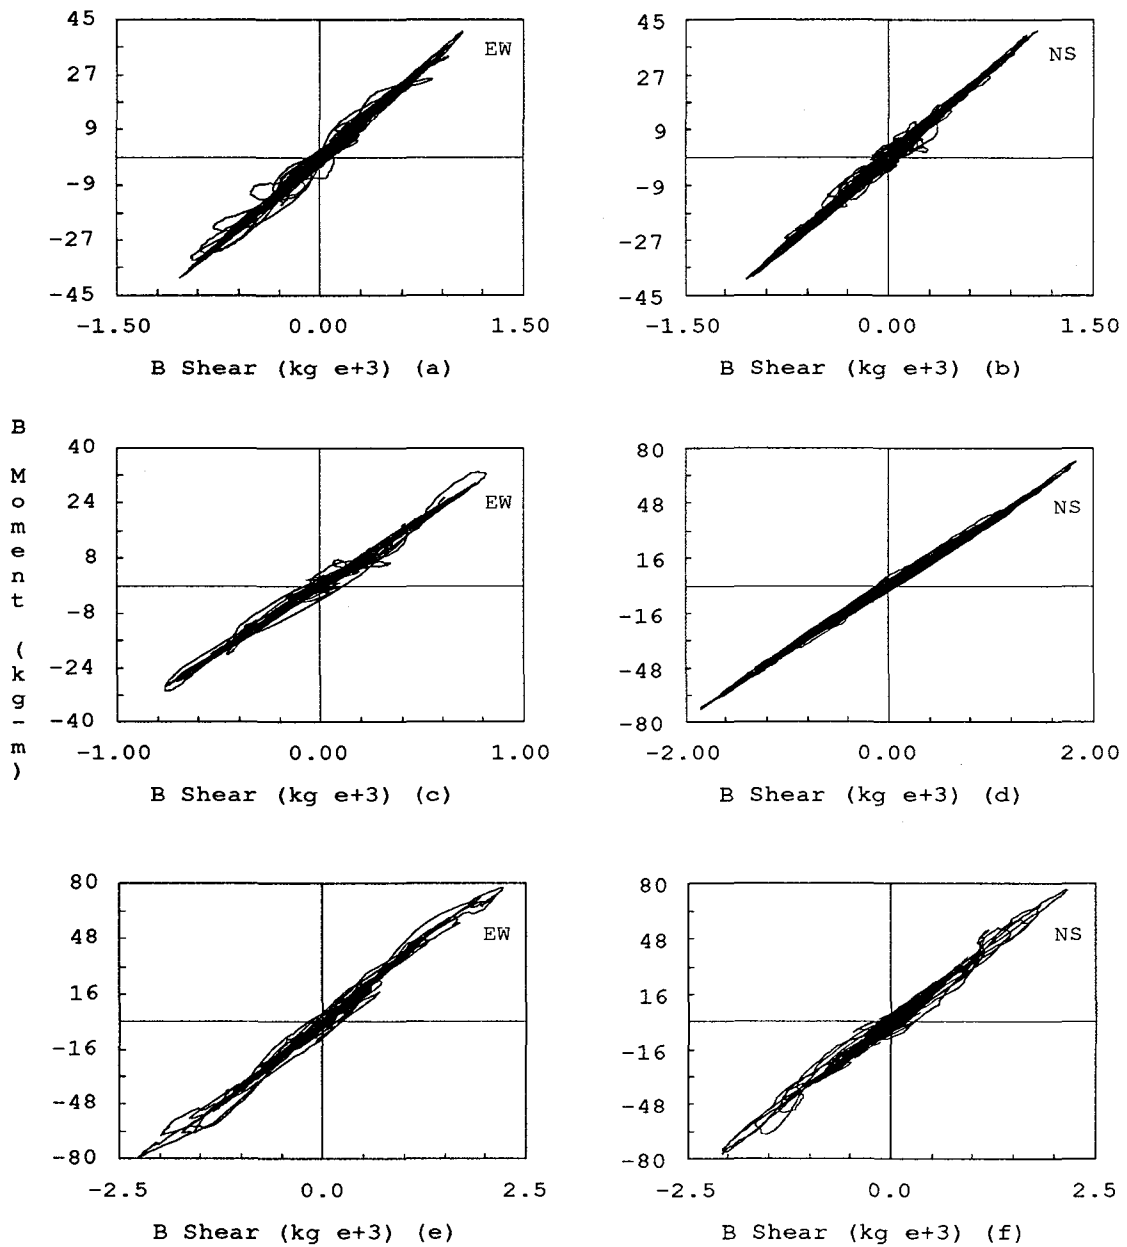 45
27
9
-9
-27
-45
EW
-1.50 0.00 1.50
B Shear (kg e+3) (a)
45
27
9
-9
-27
-45
NS
-1.50 0.00 1.50
B Shear (kg e+3) (b)
B Moment (kg-m)
40
24
8
-8
-24
-40
EW
-1.00 0.00 1.00
B Shear (kg e+3) (c)
80
48
16
-16
-48
-80
NS
-2.00 0.00 2.00
B Shear (kg e+3) (d)
80
48
16
-16
-48
-80
EW
-2.5 0.0 2.5
B Shear (kg e+3) (e)
80
48
16
-16
-48
-80
NS
-2.5 0.0 2.5
B Shear (kg e+3) (f)